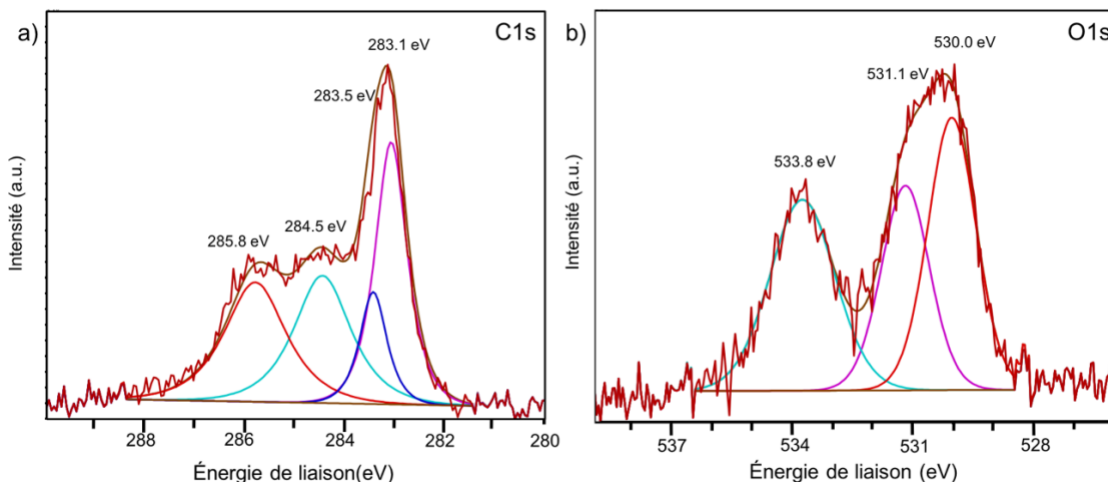 a)
C1s
283.1 eV
283.5 eV
284.5 eV
285.8 eV
Intensité (a.u.)
288 286 284 282 280
Énergie de liaison(eV)
b)
O1s
530.0 eV
531.1 eV
533.8 eV
Intensité (a.u.)
537 534 531 528
Énergie de liaison (eV)